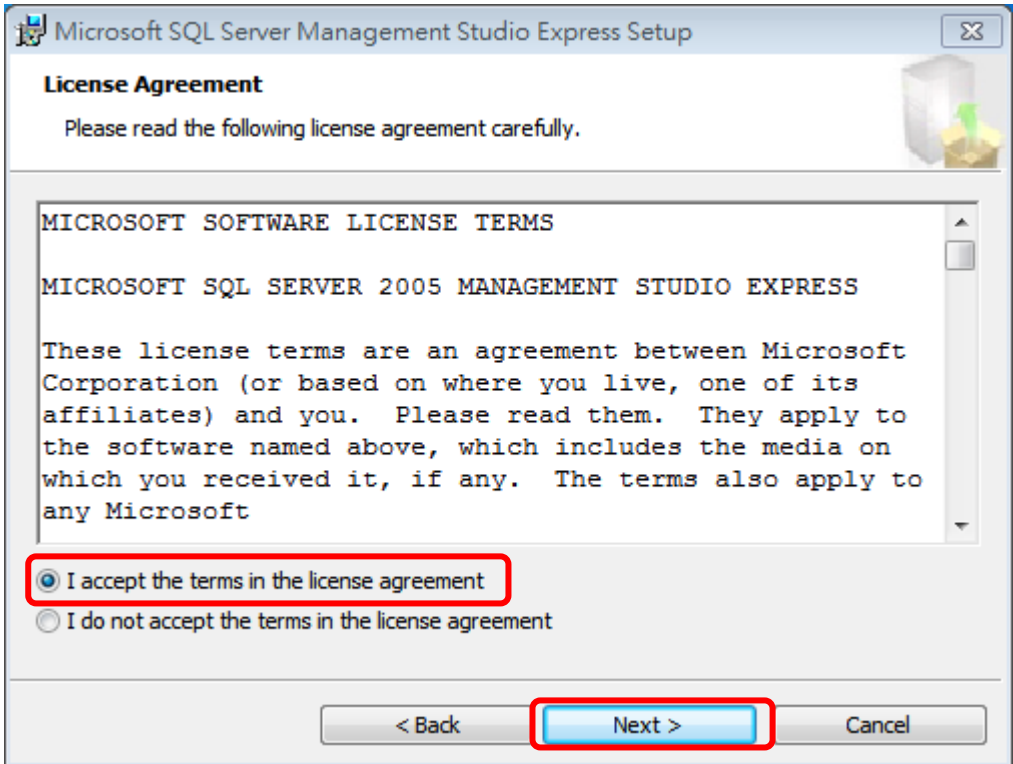 Microsoft SQL Server Management Studio Express Setup
License Agreement
Please read the following license agreement carefully.
MICROSOFT SOFTWARE LICENSE TERMS
MICROSOFT SQL SERVER 2005 MANAGEMENT STUDIO EXPRESS
These license terms are an agreement between Microsoft
Corporation (or based on where you live, one of its
affiliates) and you.  Please read them.  They apply to
the software named above, which includes the media on
which you received it, if any.  The terms also apply to
any Microsoft
I accept the terms in the license agreement
I do not accept the terms in the license agreement
< Back
Next >
Cancel